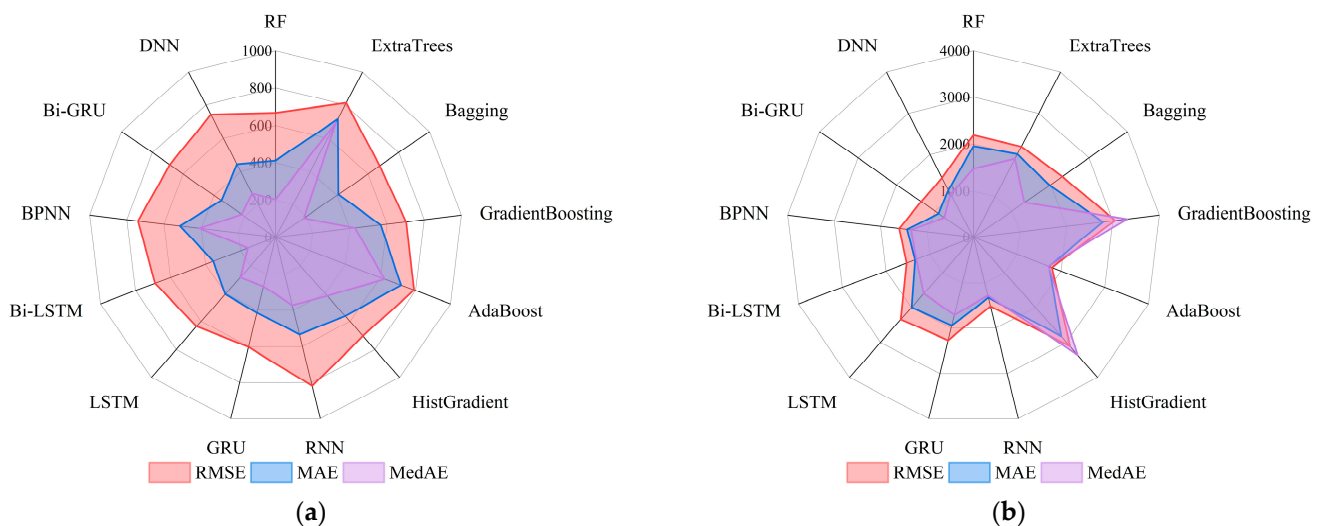 RF
DNN
ExtraTrees
1000
800
Bi-GRU
Bagging
600
400
200
BPNN
GradientBoosting
0
Bi-LSTM
AdaBoost
LSTM
HistGradient
GRU
RNN
RMSE MAE MedAE
(a)
RF
DNN
ExtraTrees
4000
3000
Bi-GRU
Bagging
2000
1000
BPNN
GradientBoosting
0
Bi-LSTM
AdaBoost
LSTM
HistGradient
GRU
RNN
RMSE MAE MedAE
(b)